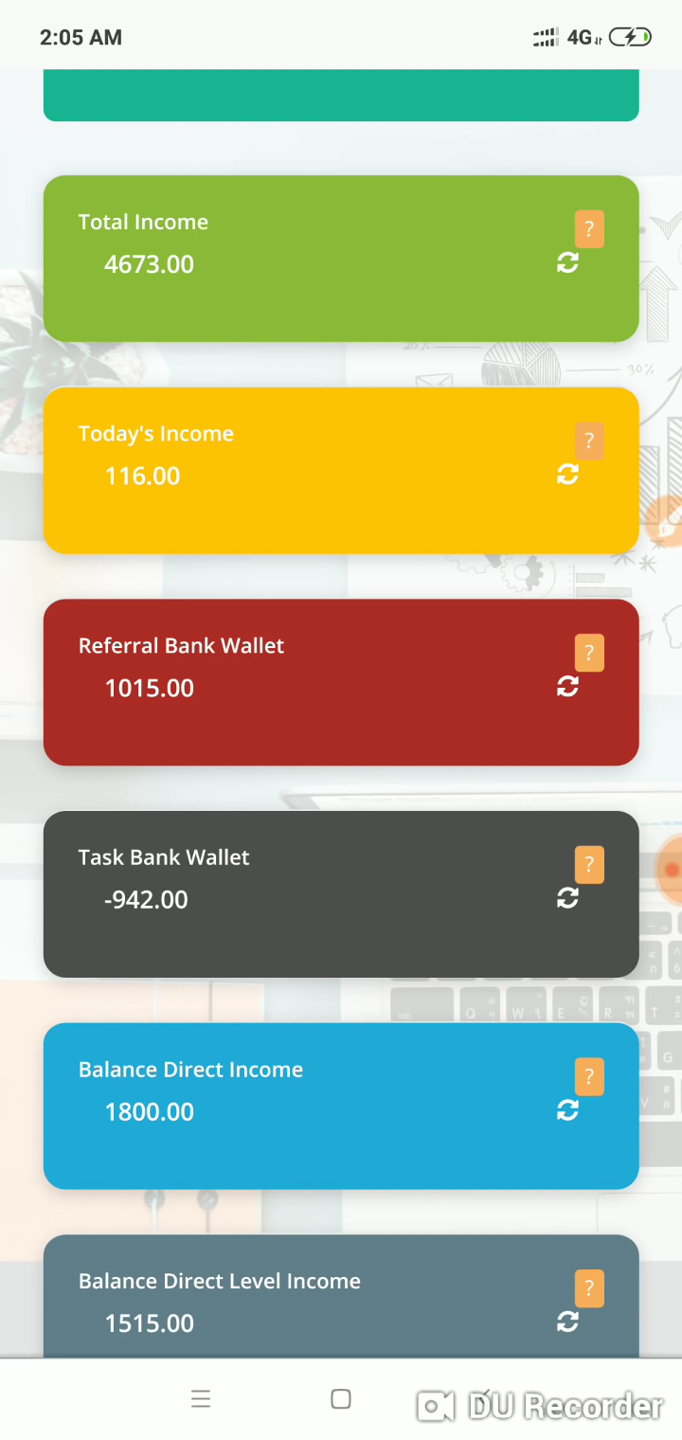 2:05 AM 4G
Total Income
?
4673.00
Today's Income
?
116.00
Referral Bank Wallet
?
1015.00
Task Bank Wallet
?
-942.00
Balance Direct Income
?
1800.00
Balance Direct Level Income
?
1515.00
DU Recorder
30%
Q W E R T
G
V